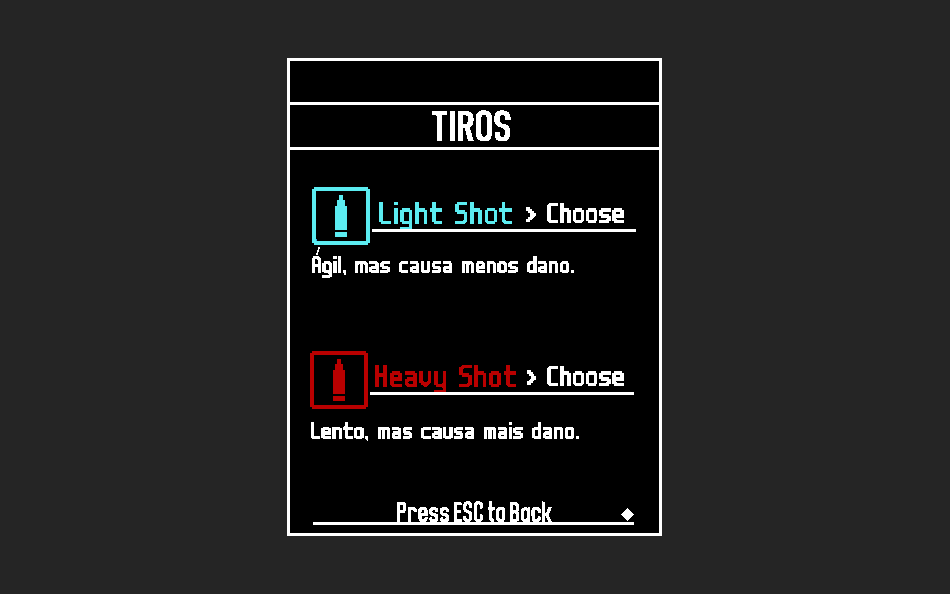 TIROS
Light Shot > Choose
Ágil, mas causa menos dano.
Heavy Shot > Choose
Lento, mas causa mais dano.
Press ESC to Back